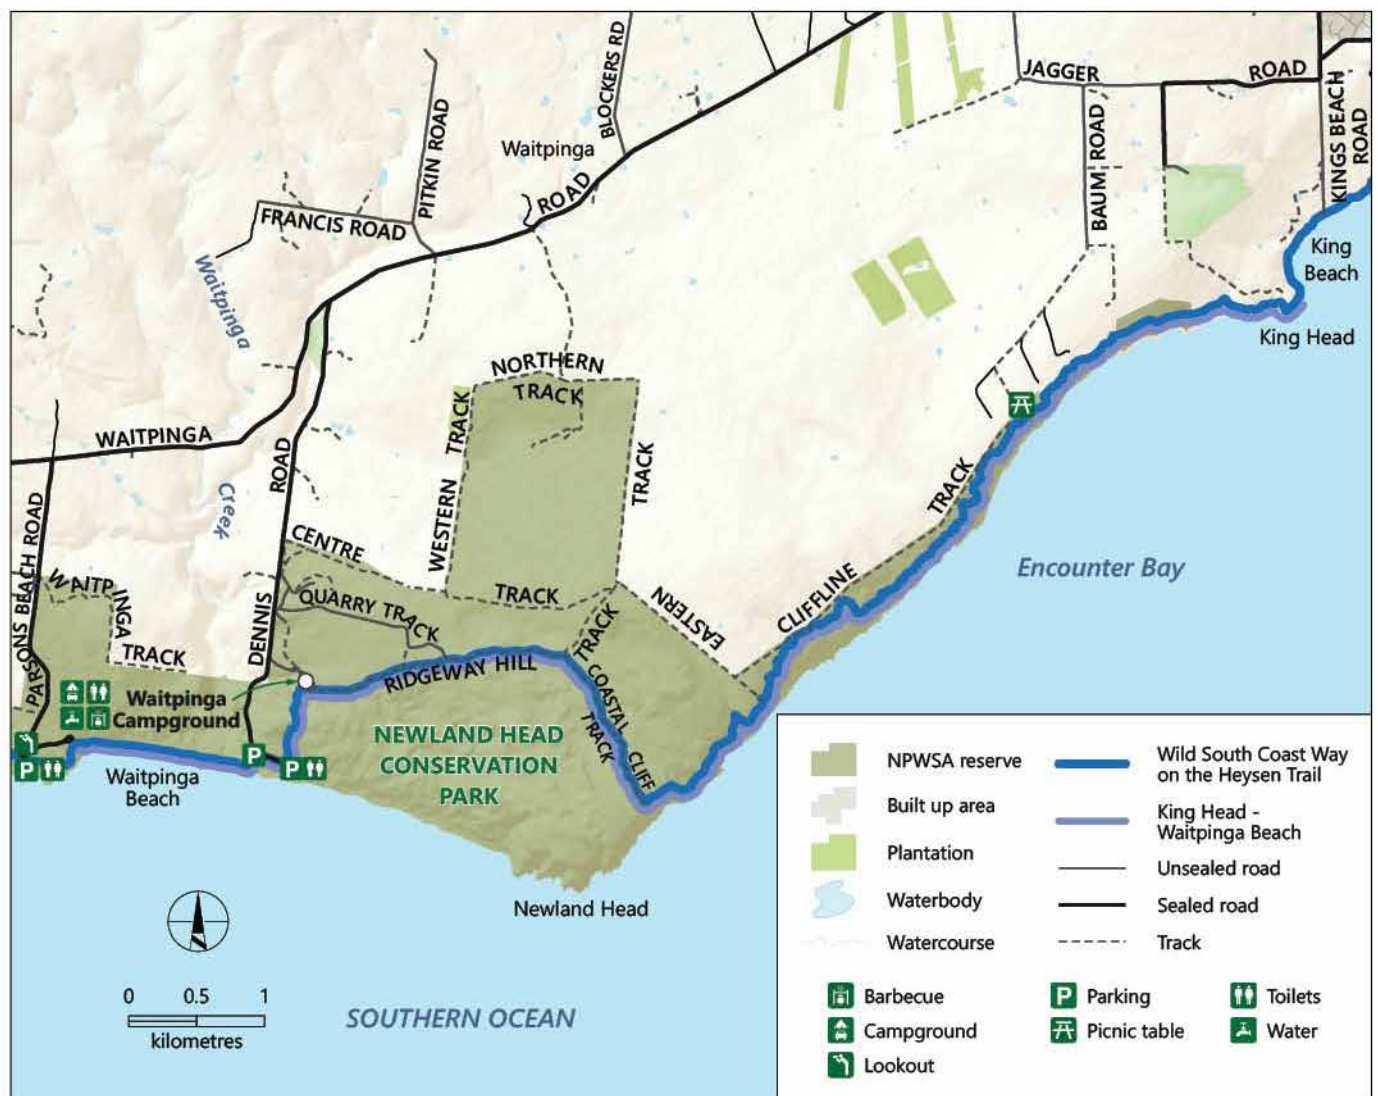 BLOCKERS RD
JAGGER
ROAD
PITKIN ROAD
Waitpinga
ROAD
BAUM ROAD
KINGS BEACH
ROAD
FRANCIS ROAD
Waitpinga
King
Beach
King Head
NORTHERN
TRACK
WESTERN TRACK
TRACK
WAITPINGA
ROAD
Creek
TRACK
CENTRE
TRACK
Encounter Bay
PARSONS BEACH ROAD
WAITPINGA
TRACK
DENNIS
QUARRY TRACK
TRACK
EASTERN
CLIFFLINE
RIDGEWAY HILL
COASTAL CLIFF
TRACK
Waitpinga
Campground
P
P
P
Waitpinga
Beach
NEWLAND HEAD
CONSERVATION
PARK
Newland Head
0 0.5 1
kilometres
SOUTHERN OCEAN
NPWSA reserve
Built up area
Plantation
Waterbody
Watercourse
Wild South Coast Way
on the Heysen Trail
King Head -
Waitpinga Beach
Unsealed road
Sealed road
Track
Barbecue
Campground
Lookout
P Parking
Picnic table
Toilets
Water